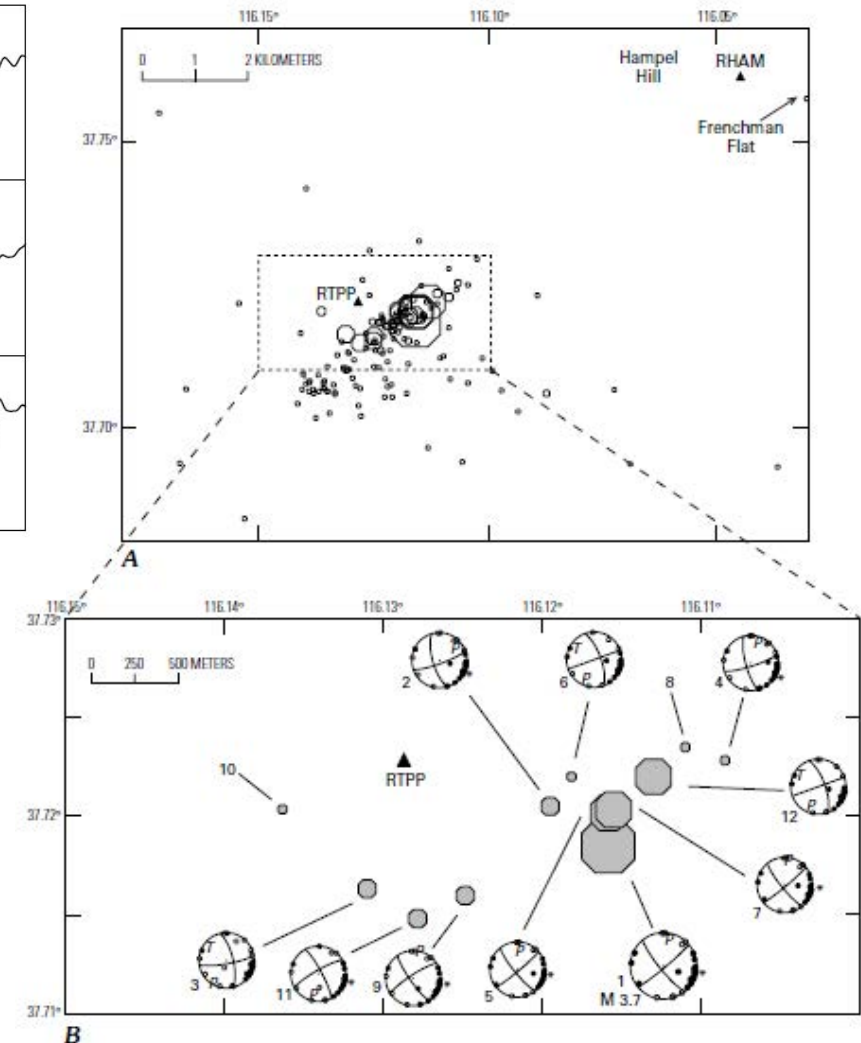 116.15° 116.10° 116.05°
0 1 2 KILOMETERS
Hampel
Hill
RHAM
Frenchman
Flat
37.75°
RTPP
37.70°
A
116.15° 116.14° 116.13° 116.12° 116.11°
37.73°
0 250 500 METERS
P
2
T
P
6
8
P
4
10
RTPP
T
P
12
37.72°
P
7
T
P
3
P
11
P
9
P
5
P
1
M 3.7
37.71°
B